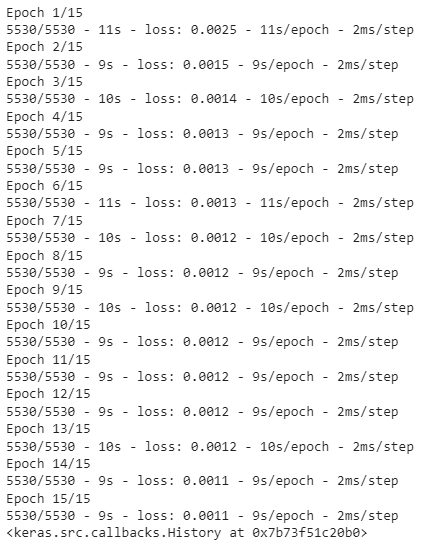 Epoch 1/15
5530/5530 - 11s - loss: 0.0025 - 11s/epoch - 2ms/step
Epoch 2/15
5530/5530 - 9s - loss: 0.0015 - 9s/epoch - 2ms/step
Epoch 3/15
5530/5530 - 10s - loss: 0.0014 - 10s/epoch - 2ms/step
Epoch 4/15
5530/5530 - 9s - loss: 0.0013 - 9s/epoch - 2ms/step
Epoch 5/15
5530/5530 - 9s - loss: 0.0013 - 9s/epoch - 2ms/step
Epoch 6/15
5530/5530 - 11s - loss: 0.0013 - 11s/epoch - 2ms/step
Epoch 7/15
5530/5530 - 10s - loss: 0.0012 - 10s/epoch - 2ms/step
Epoch 8/15
5530/5530 - 9s - loss: 0.0012 - 9s/epoch - 2ms/step
Epoch 9/15
5530/5530 - 10s - loss: 0.0012 - 10s/epoch - 2ms/step
Epoch 10/15
5530/5530 - 9s - loss: 0.0012 - 9s/epoch - 2ms/step
Epoch 11/15
5530/5530 - 9s - loss: 0.0012 - 9s/epoch - 2ms/step
Epoch 12/15
5530/5530 - 9s - loss: 0.0012 - 9s/epoch - 2ms/step
Epoch 13/15
5530/5530 - 10s - loss: 0.0012 - 10s/epoch - 2ms/step
Epoch 14/15
5530/5530 - 9s - loss: 0.0011 - 9s/epoch - 2ms/step
Epoch 15/15
5530/5530 - 9s - loss: 0.0011 - 9s/epoch - 2ms/step
<keras.src.callbacks.History at 0x7b73f51c20b0>